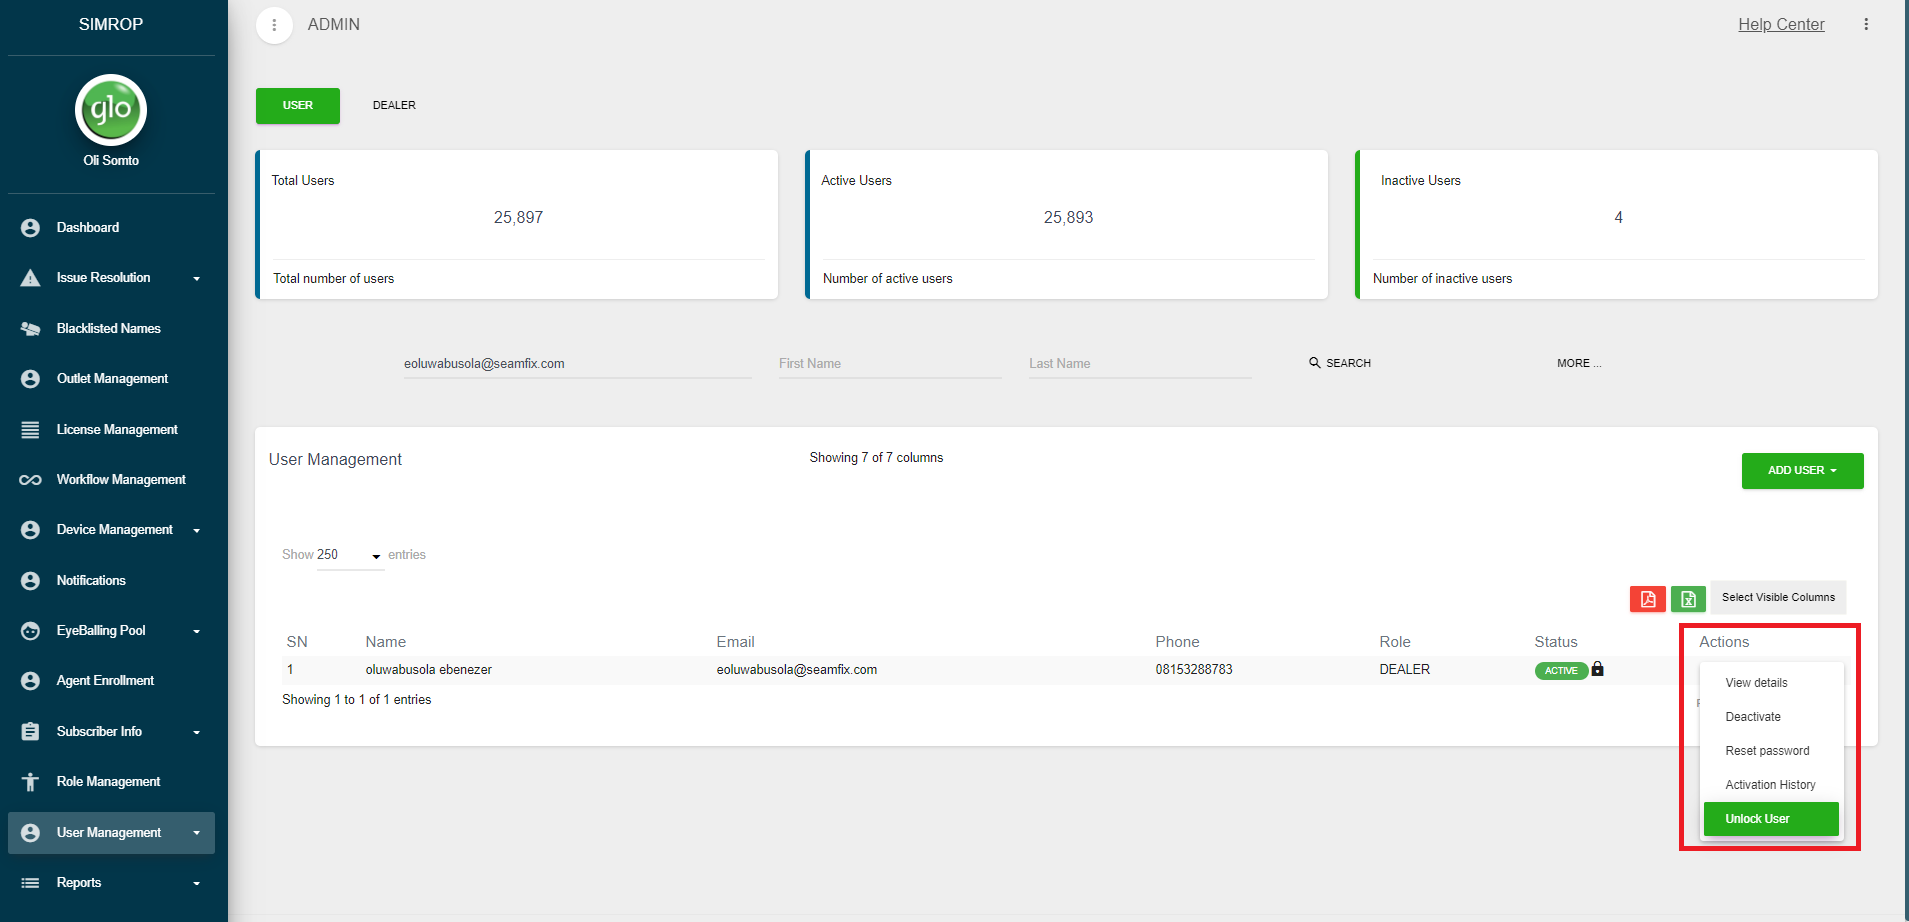 SIMROP
glo
Oli Somto
Dashboard
Issue Resolution
Blacklisted Names
Outlet Management
License Management
Workflow Management
Device Management
Notifications
EyeBalling Pool
Agent Enrollment
Subscriber Info
Role Management
User Management
Reports
ADMIN
Help Center
USER DEALER
Total Users
25,897
Total number of users
Active Users
25,893
Number of active users
Inactive Users
4
Number of inactive users
eoluwabusola@seamfix.com First Name Last Name SEARCH MORE ...
User Management Showing 7 of 7 columns
ADD USER
Show 250 entries
Select Visible Columns
SN Name Email Phone Role Status Actions
1 oluwabusola ebenezer eoluwabusola@seamfix.com 08153288783 DEALER ACTIVE
Showing 1 to 1 of 1 entries
View details
Deactivate
Reset password
Activation History
Unlock User